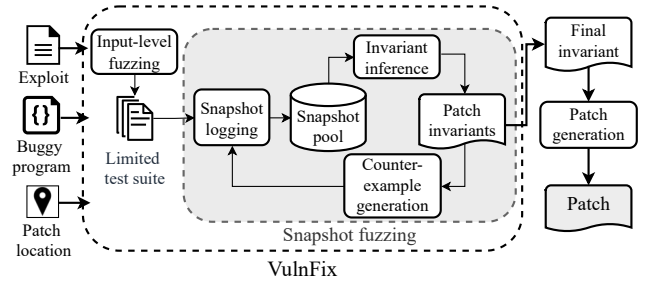 Exploit
{}
Buggy
program
Patch
location
Input-level
fuzzing
Limited
test suite
Snapshot
logging
Snapshot
pool
Invariant
inference
Patch
invariants
Counter-
example
generation
Snapshot fuzzing
VulnFix
Final
invariant
Patch
generation
Patch